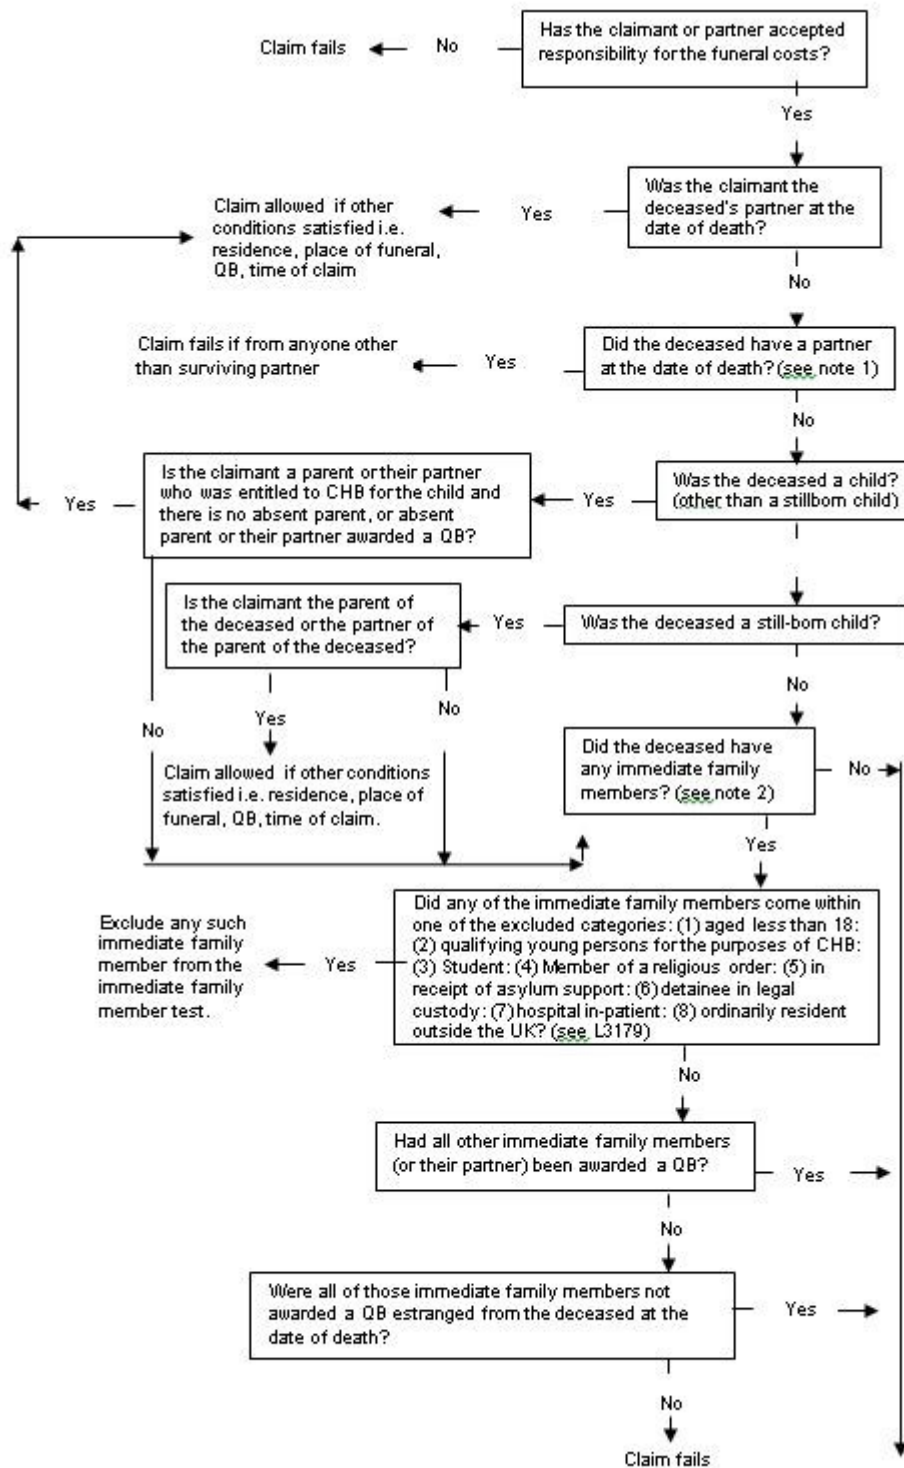 Has the claimant or partner accepted
responsibility for the funeral costs?
Claim fails
No
Yes
Was the claimant the
deceased's partner at the
date of death?
Yes
Claim allowed if other
conditions satisfied i.e.
residence, place of funeral,
QB, time of claim
No
Did the deceased have a partner
at the date of death? (see note 1)
Yes
Claim fails if from anyone other
than surviving partner
No
Was the deceased a child?
(other than a stillborn child)
Yes
Is the claimant a parent or their partner
who was entitled to CHB for the child and
there is no absent parent, or absent
parent or their partner awarded a QB?
Yes
Was the deceased a still-born child?
Yes
Is the claimant the parent of
the deceased or the partner of
the parent of the deceased?
No
No
Yes
No
Claim allowed if other conditions
satisfied i.e. residence, place of
funeral, QB, time of claim.
Did the deceased have
any immediate family
members? (see note 2)
No
Yes
Did any of the immediate family members come within
one of the excluded categories: (1) aged less than 18:
(2) qualifying young persons for the purposes of CHB:
(3) Student: (4) Member of a religious order: (5) in
receipt of asylum support: (6) detainee in legal
custody: (7) hospital in-patient: (8) ordinarily resident
outside the UK? (see L3179)
Yes
Exclude any such
immediate family
member from the
immediate family
member test.
No
Had all other immediate family members
(or their partner) been awarded a QB?
Yes
No
Were all of those immediate family members not
awarded a QB estranged from the deceased at the
date of death?
Yes
No
Claim fails